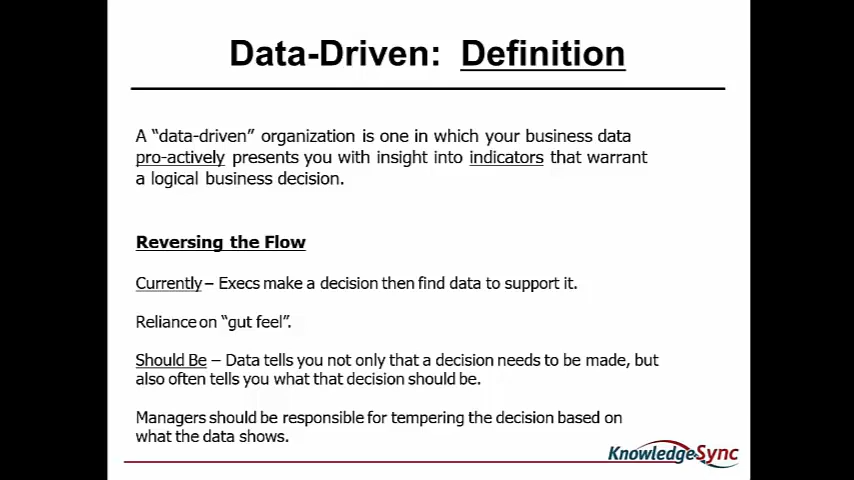 Data-Driven: Definition
A “data-driven” organization is one in which your business data
pro-actively presents you with insight into indicators that warrant
a logical business decision.
Reversing the Flow
Currently – Execs make a decision then find data to support it.
Reliance on “gut feel”.
Should Be – Data tells you not only that a decision needs to be made, but
also often tells you what that decision should be.
Managers should be responsible for tempering the decision based on
what the data shows.
KnowledgeSync